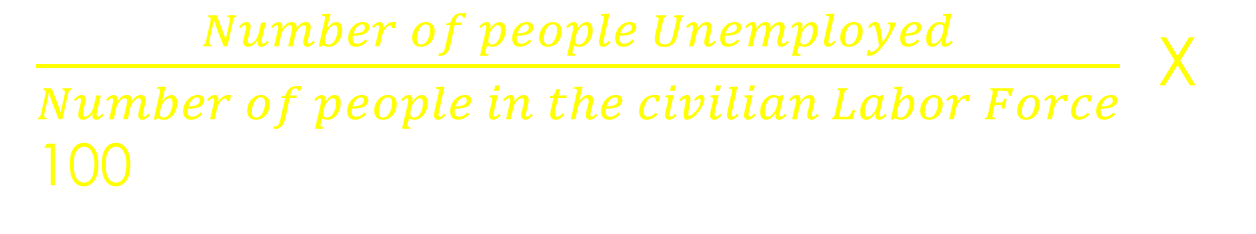 Number of people Unemployed
Number of people in the civilian Labor Force X
100